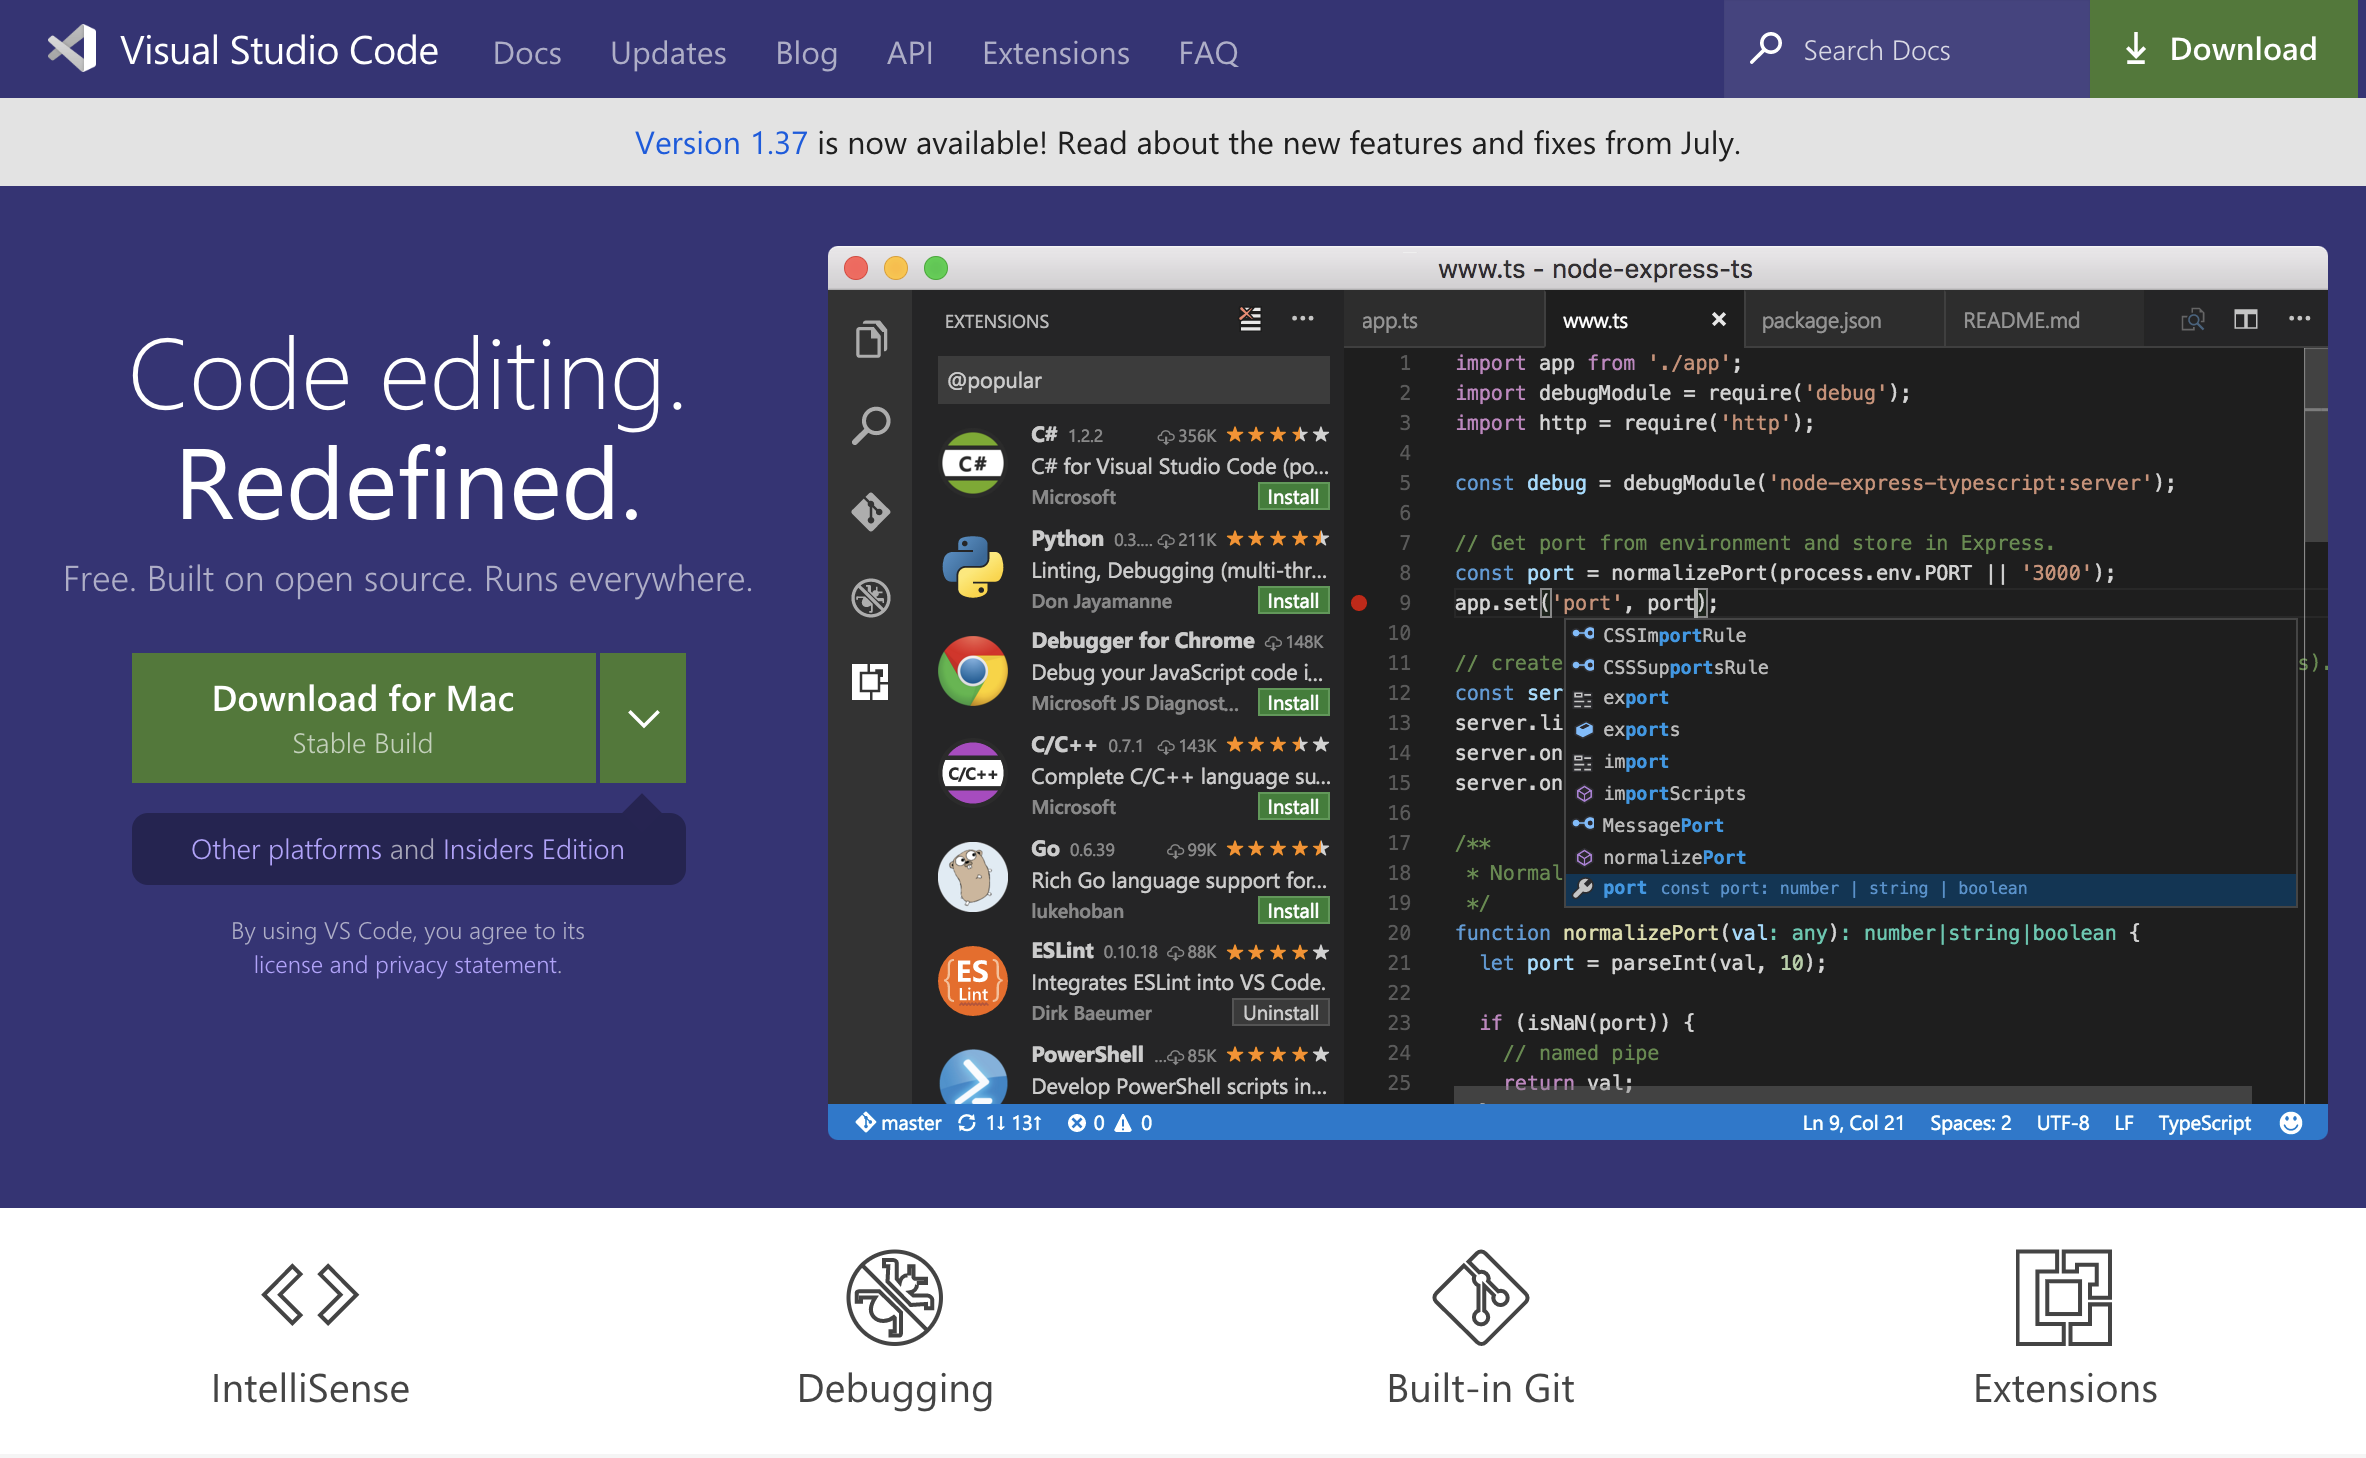 Visual Studio Code Docs Updates Blog API Extensions FAQ Search Docs Download
Version 1.37 is now available! Read about the new features and fixes from July.
Code editing.
Redefined.
Free. Built on open source. Runs everywhere.
Download for Mac
Stable Build
Other platforms and Insiders Edition
By using VS Code, you agree to its
license and privacy statement.
www.ts - node-express-ts
EXTENSIONS
@popular
C# 1.2.2 356K
C# for Visual Studio Code (po...
Microsoft Install
C#
Python 0.3.... 211K
Linting, Debugging (multi-thr...
Don Jayamanne Install
Debugger for Chrome 148K
Debug your JavaScript code i...
Microsoft JS Diagnost... Install
C/C++ 0.7.1 143K
Complete C/C++ language su...
Microsoft Install
C/C++
Go 0.6.39 99K
Rich Go language support for...
lukehoban Install
ESLint 0.10.18 88K
Integrates ESLint into VS Code.
Dirk Baeumer Uninstall
{ES
Lint}
PowerShell ... 85K
Develop PowerShell scripts in...
app.ts www.ts × package.json README.md
1 import app from './app';
2 import debugModule = require('debug');
3 import http = require('http');
4
5 const debug = debugModule('node-express-typescript:server');
6
7 // Get port from environment and store in Express.
8 const port = normalizePort(process.env.PORT || '3000');
9 app.set('port', port);
10
11 // create s).
12 const ser
13 server.li
14 server.on
15 server.on
16
17 /**
18 * Normal
19 */
20 function normalizePort(val: any): number|string|boolean {
21 let port = parseInt(val, 10);
22
23 if (isNaN(port)) {
24 // named pipe
25 return val;
CSSImportRule
CSSSupportsRule
export
exports
import
importScripts
MessagePort
normalizePort
port const port: number | string | boolean
master 1↓ 13↑ 0 0 Ln 9, Col 21 Spaces: 2 UTF-8 LF TypeScript
IntelliSense Debugging Built-in Git Extensions